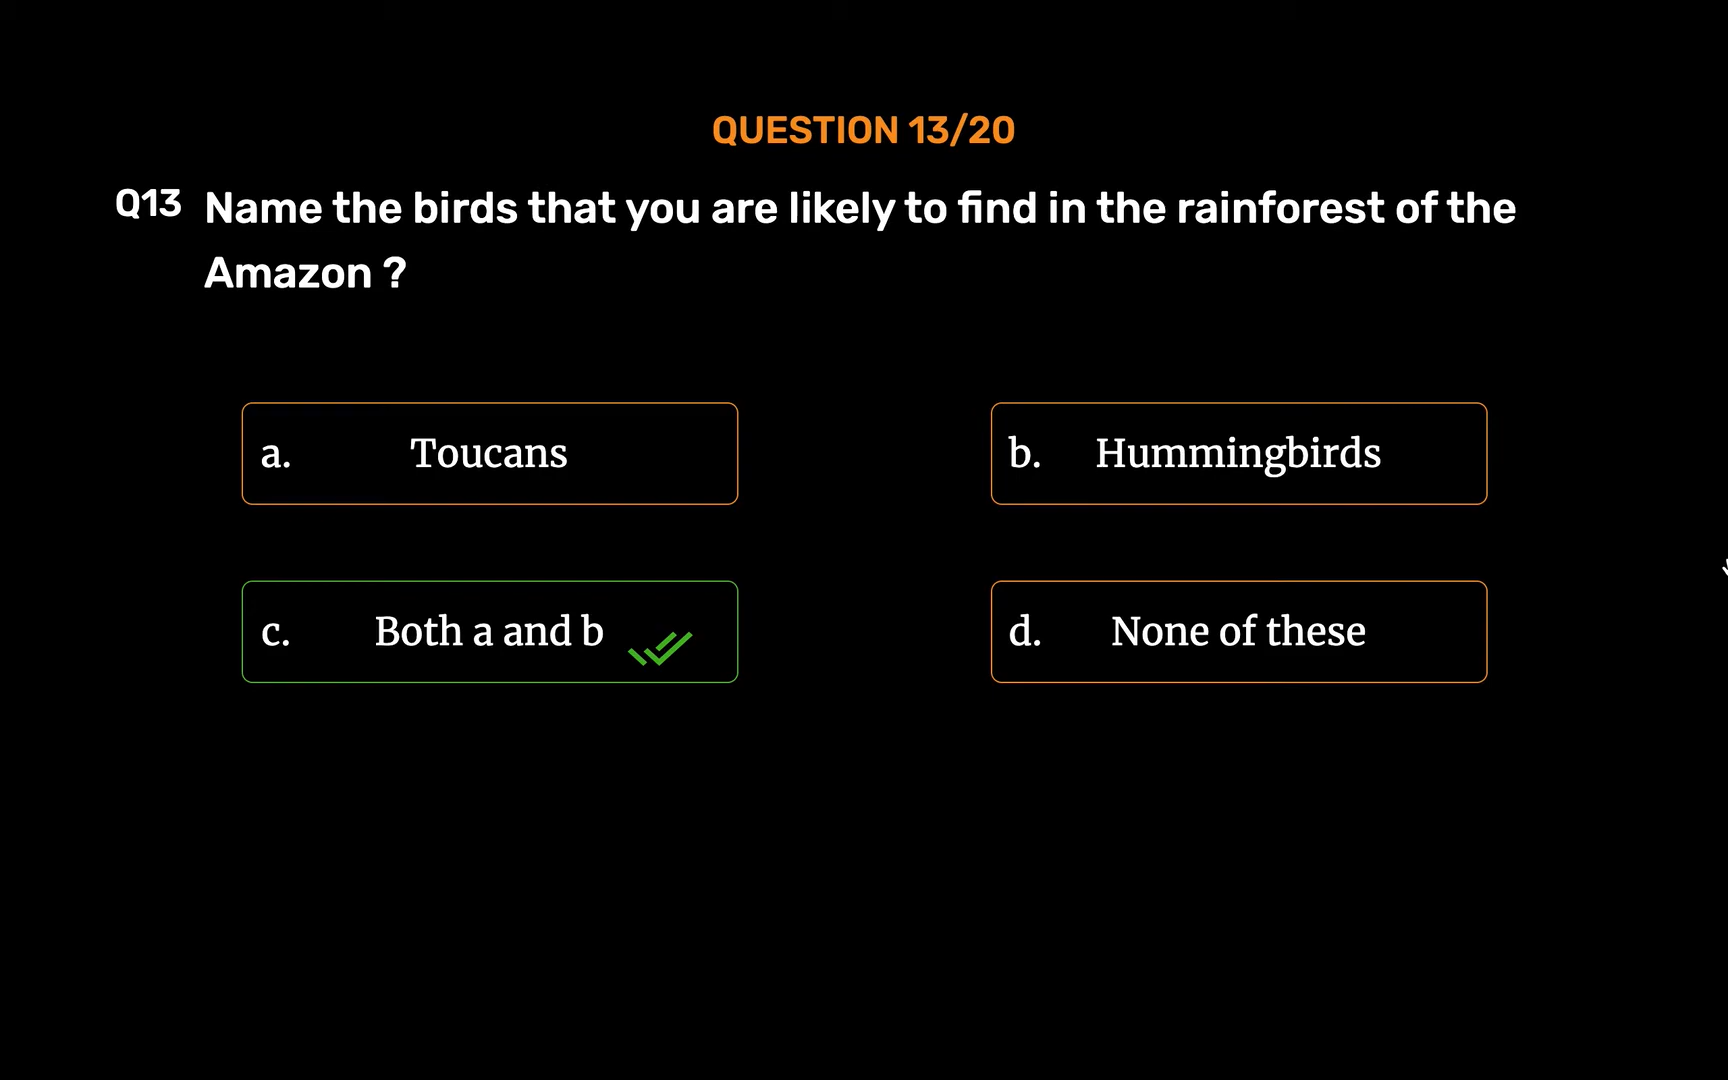 QUESTION 13/20
Q13 Name the birds that you are likely to find in the rainforest of the
Amazon ?
a. Toucans
b. Hummingbirds
c. Both a and b
d. None of these